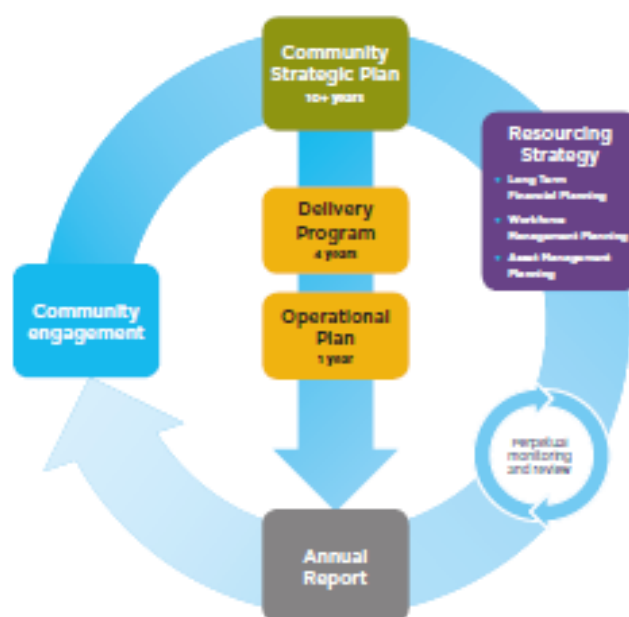 Community
Strategic Plan
10+ years
Resourcing
Strategy
Long Term
Financial Planning
Workforce
Management Planning
Asset Management
Planning
Delivery
Program
4 years
Operational
Plan
1 year
Community
engagement
Perpetual
monitoring
and review
Annual
Report